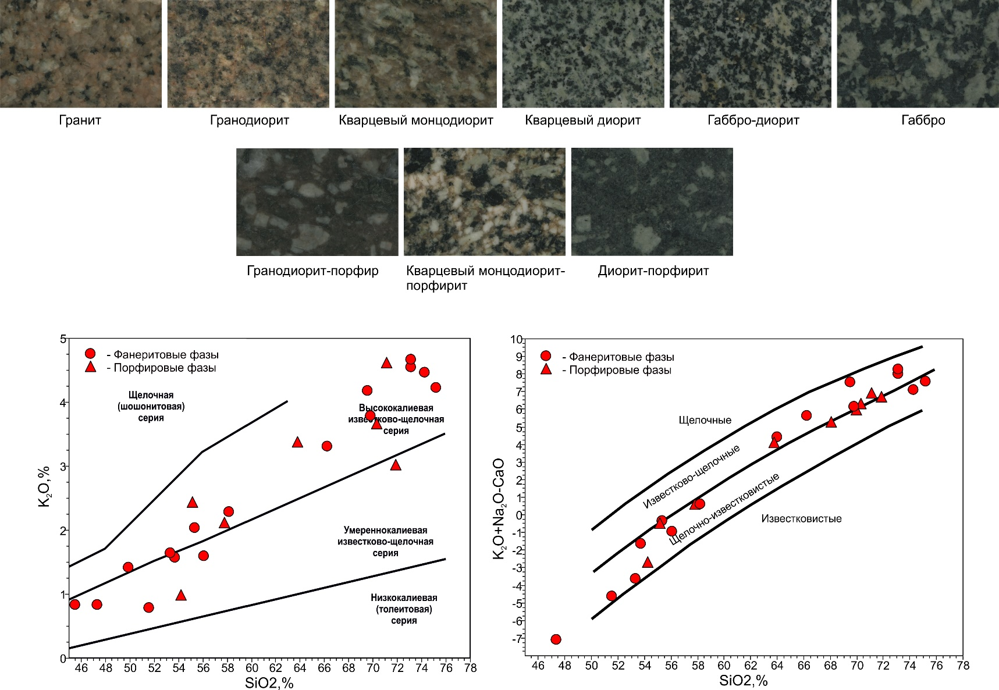 Гранит
Гранодиорит
Кварцевый монцодиорит
Кварцевый диорит
Габбро-диорит
Габбро
Гранодиорит-порфир
Кварцевый монцодиорит-
порфирит
Диорит-порфирит
5
4
3
2
1
0
K2O,%
- Фанеритовые фазы
- Порфировые фазы
Щелочная
(шошонитовая)
серия
Высококалиевая
известково-щелочная
серия
Умереннокалиевая
известково-щелочная
серия
Низкокалиевая
(толеитовая)
серия
46 48 50 52 54 56 58 60 62 64 66 68 70 72 74 76 78
SiO2,%
10
9
8
7
6
5
4
3
2
1
0
-1
-2
-3
-4
-5
-6
-7
K2O+Na2O-CaO
- Фанеритовые фазы
- Порфировые фазы
Щелочные
Известково-щелочные
Щелочно-известковистые
Известковистые
46 48 50 52 54 56 58 60 62 64 66 68 70 72 74 76 78
SiO2,%